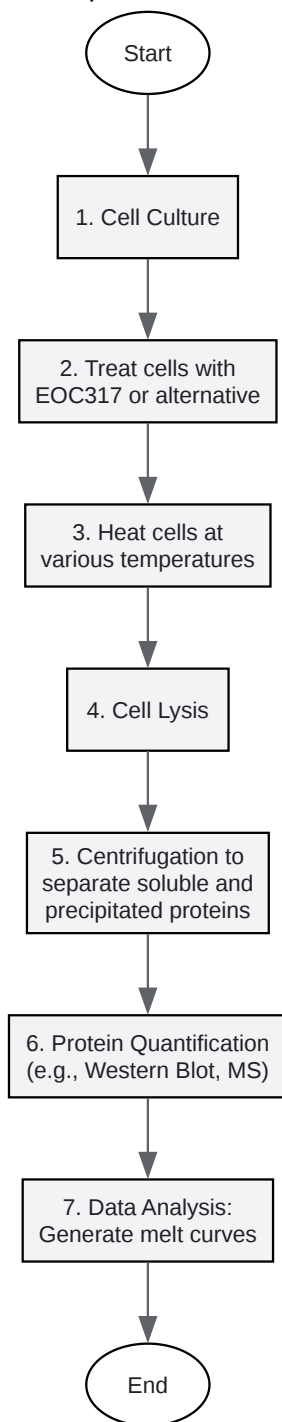 Start
1. Cell Culture
2. Treat cells with
EOC317 or alternative
3. Heat cells at
various temperatures
4. Cell Lysis
5. Centrifugation to
separate soluble and
precipitated proteins
6. Protein Quantification
(e.g., Western Blot, MS)
7. Data Analysis:
Generate melt curves
End